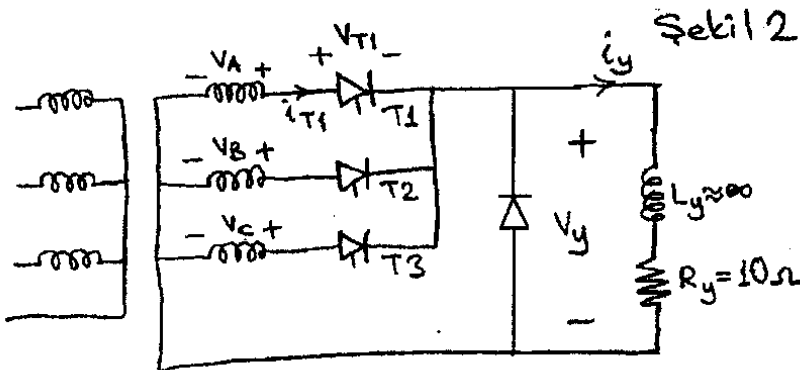 Şekil 2
- VA +
+ VT1 -
iT1
T1
iy
- VB +
T2
- VC +
T3
+
Vy
-
Ly≈∞
Ry=10Ω